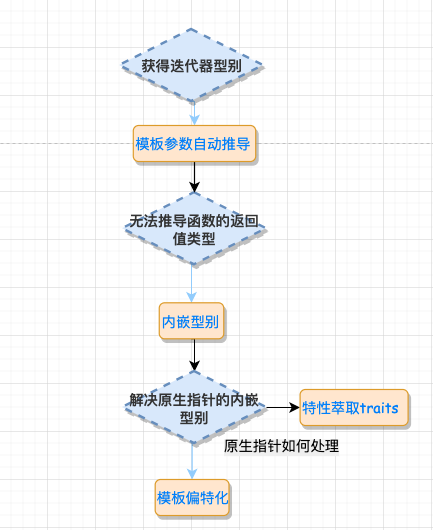 获得迭代器型别
模板参数自动推导
无法推导函数的返回
值类型
内嵌型别
解决原生指针的内嵌
型别
特性萃取traits
原生指针如何处理
模板偏特化